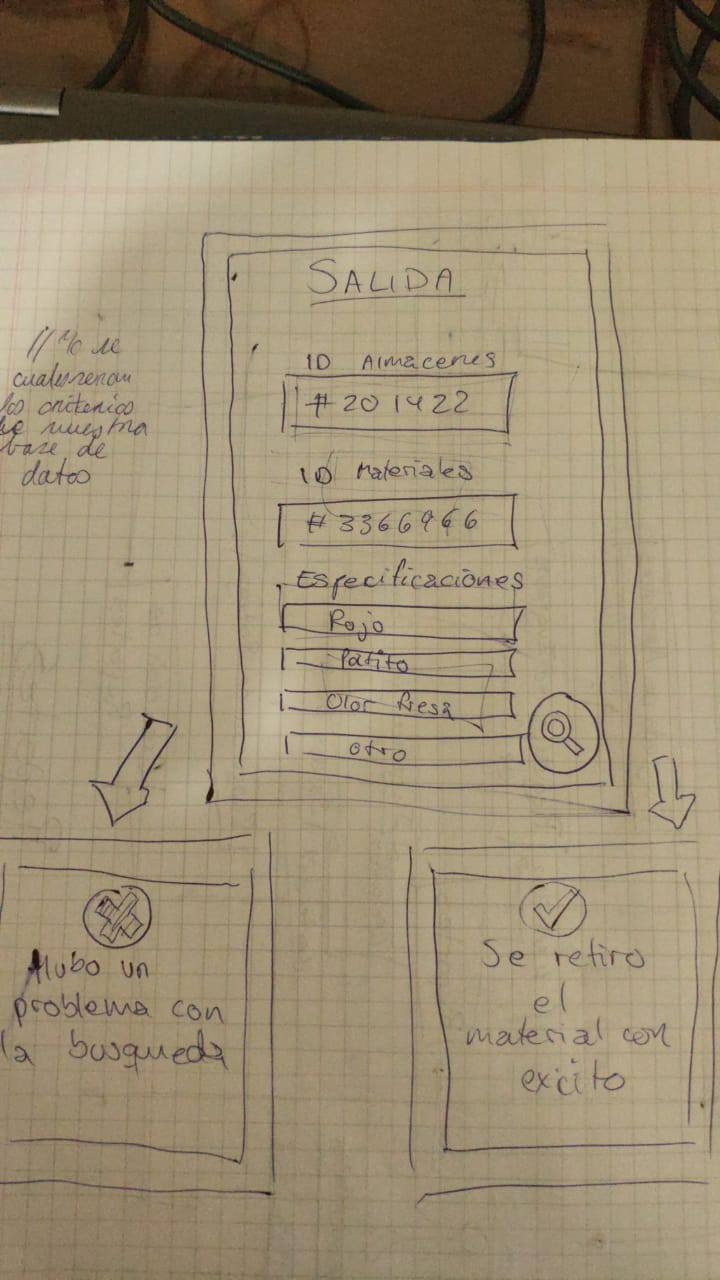 SALIDA
ID Almacenes
#201422
ID Materiales
#3366966
Especificaciones
Rojo
Patito
Olor fresa
otro
// No se
los criterios
de nuestra
base de
datos
Hubo un
problema con
la busqueda
Se retiro
el
material con
excito